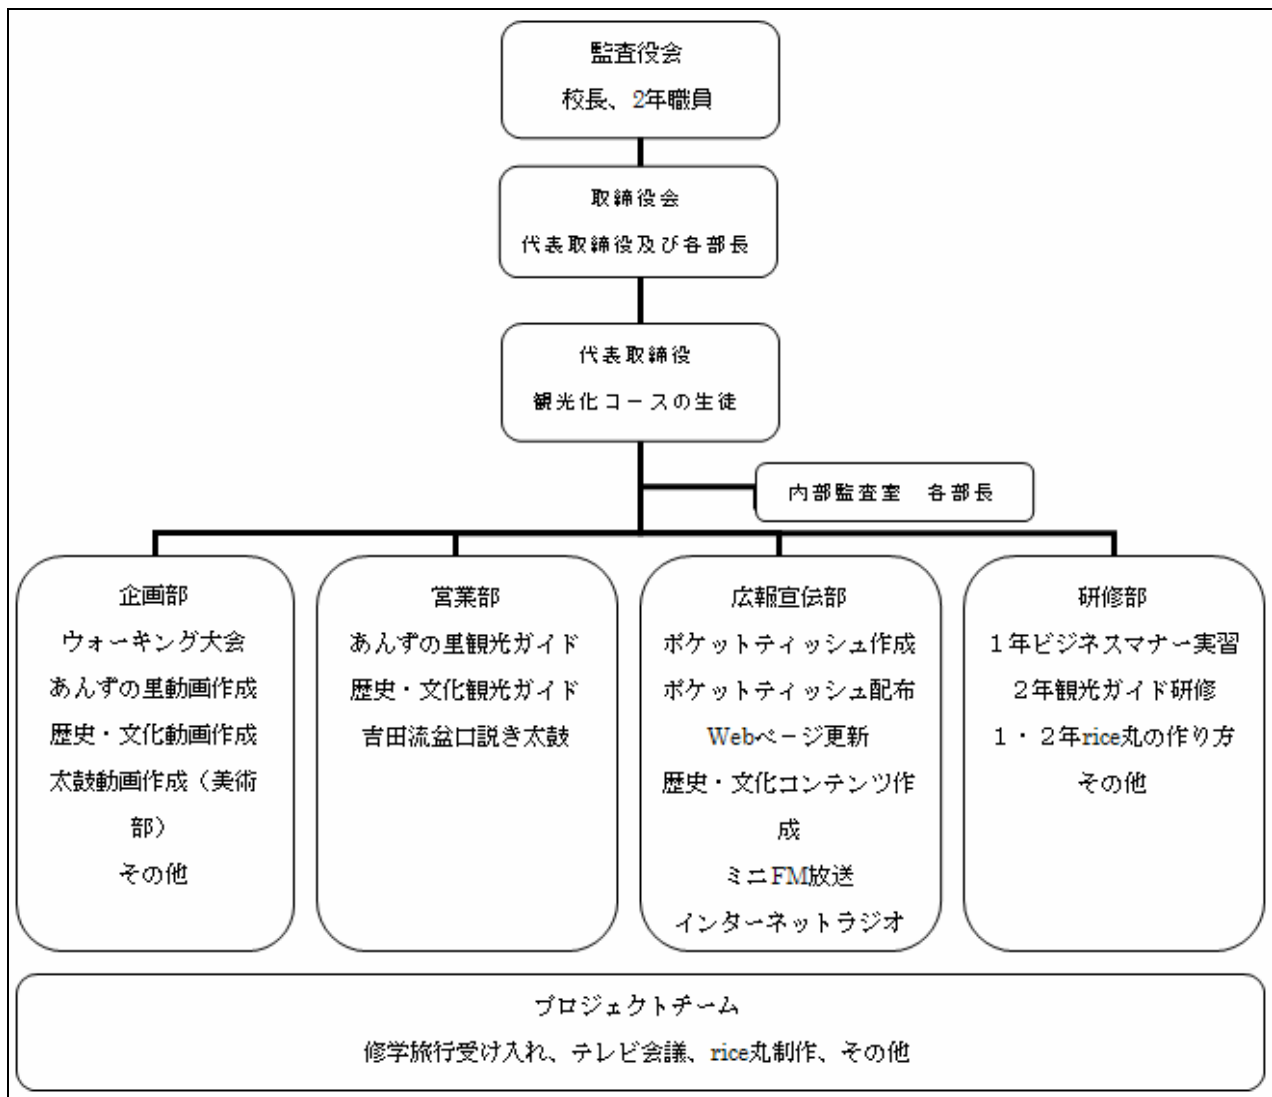 監査役会
校長、2年職員
取締役会
代表取締役及び各部長
代表取締役
観光化コースの生徒
内部監査室　各部長
企画部
ウォーキング大会
あんずの里動画作成
歴史・文化動画作成
太鼓動画作成（美術
部）
その他
営業部
あんずの里観光ガイド
歴史・文化観光ガイド
吉田流盆口説き太鼓
広報宣伝部
ポケットティッシュ作成
ポケットティッシュ配布
Webページ更新
歴史・文化コンテンツ作
成
ミニFM放送
インターネットラジオ
研修部
１年ビジネスマナー実習
２年観光ガイド研修
１・２年rice丸の作り方
その他
プロジェクトチーム
修学旅行受け入れ、テレビ会議、rice丸制作、その他